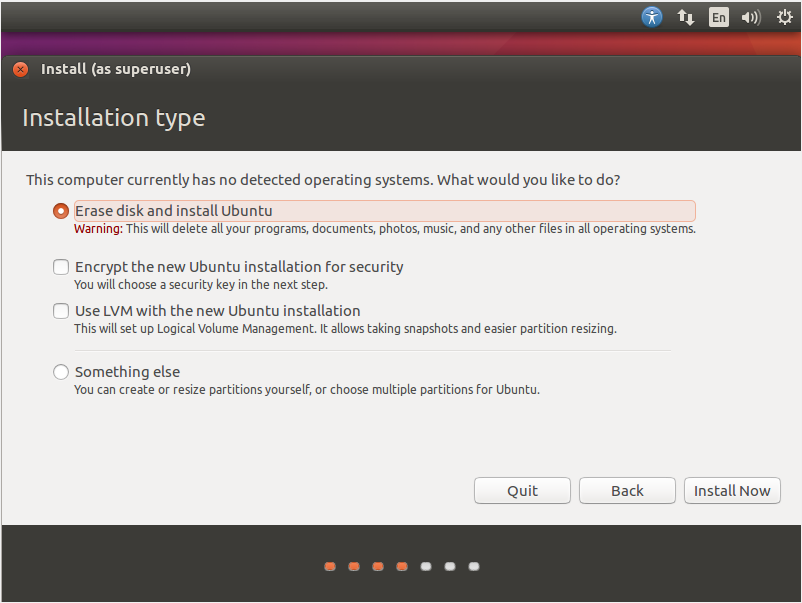 En
Install (as superuser)
Installation type
This computer currently has no detected operating systems. What would you like to do?
Erase disk and install Ubuntu
Warning: This will delete all your programs, documents, photos, music, and any other files in all operating systems.
Encrypt the new Ubuntu installation for security
You will choose a security key in the next step.
Use LVM with the new Ubuntu installation
This will set up Logical Volume Management. It allows taking snapshots and easier partition resizing.
Something else
You can create or resize partitions yourself, or choose multiple partitions for Ubuntu.
Quit Back Install Now